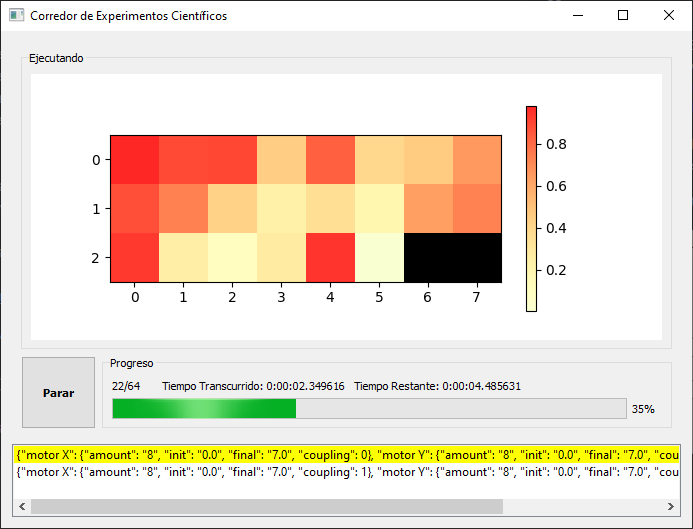 Corredor de Experimentos Científicos
Ejecutando
0
1
2
0 1 2 3 4 5 6 7
0.8
0.6
0.4
0.2
Parar
Progreso
22/64 Tiempo Transcurrido: 0:00:02.349616 Tiempo Restante: 0:00:04.485631
35%
{"motor X": {"amount": "8", "init": "0.0", "final": "7.0", "coupling": 0}, "motor Y": {"amount": "8", "init": "0.0", "final": "7.0", "cou
{"motor X": {"amount": "8", "init": "0.0", "final": "7.0", "coupling": 1}, "motor Y": {"amount": "8", "init": "0.0", "final": "7.0", "cou